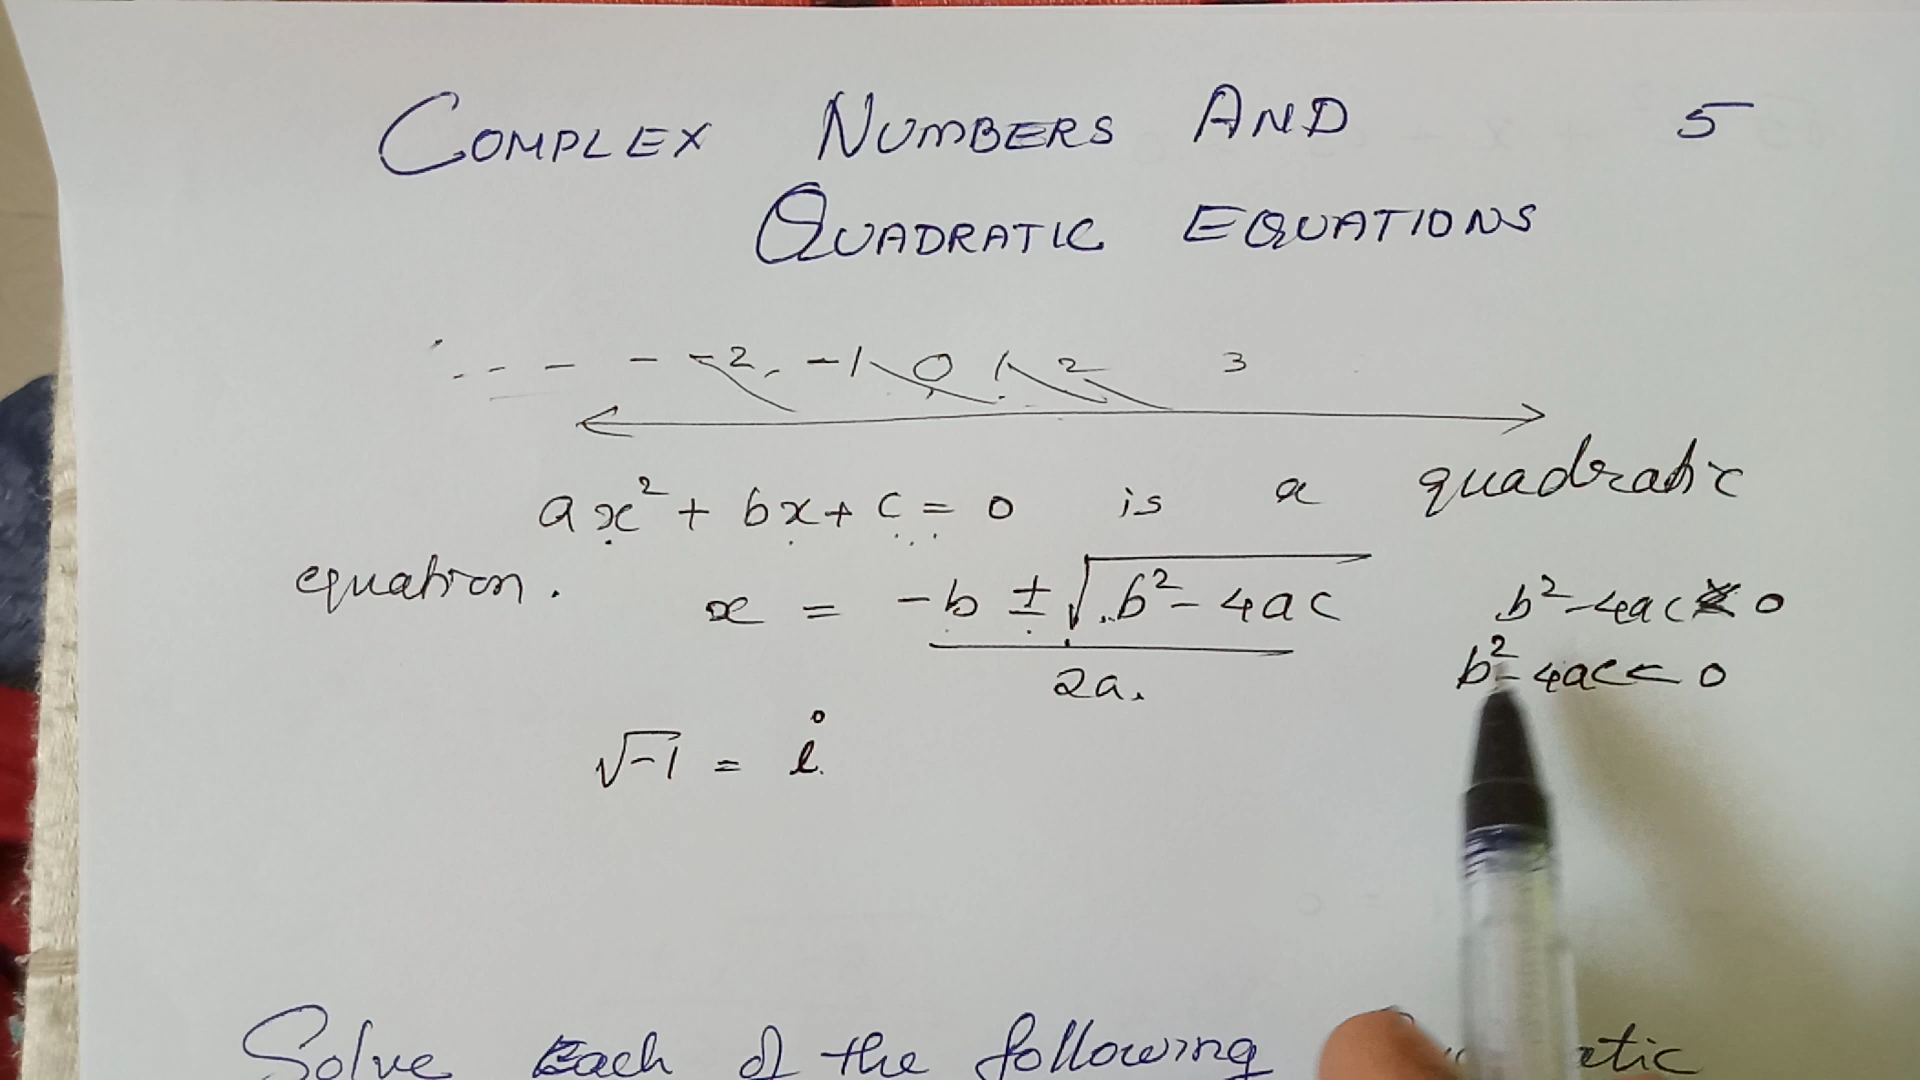 COMPLEX NUMBERS AND 5
QUADRATIC EQUATIONS
- - - - -2, -1 0 1 2 3
ax² + bx + c = 0 is a quadratic
equation.
x = -b ± √b² - 4ac
2a.
b² - 4ac 0
b² - 4ac < 0
√-1 = i
Solve Each of the following